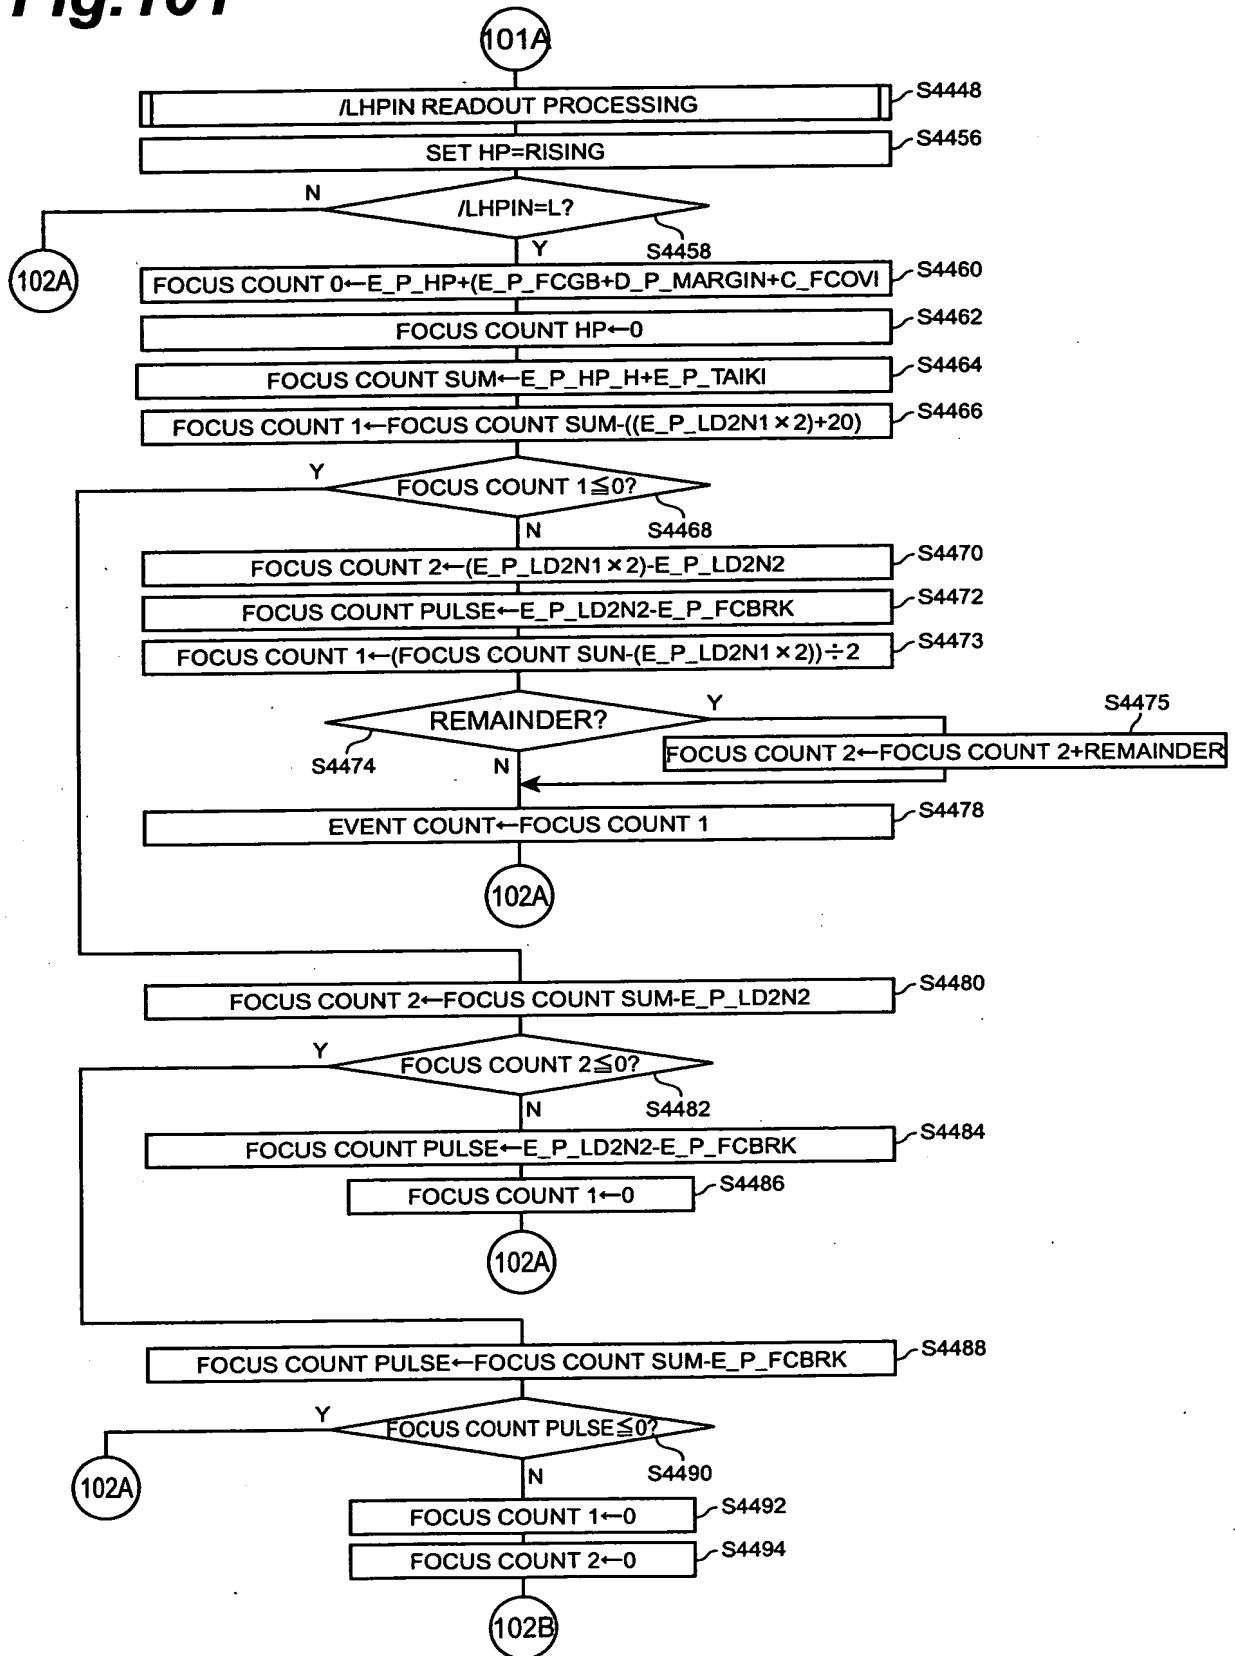 Fig.101
101A
/LHPIN READOUT PROCESSING
S4448
SET HP=RISING
S4456
N
/LHPIN=L?
S4458
102A
Y
FOCUS COUNT 0←E_P_HP+(E_P_FCGB+D_P_MARGIN+C_FCOVI
S4460
FOCUS COUNT HP←0
S4462
FOCUS COUNT SUM←E_P_HP_H+E_P_TAIKI
S4464
FOCUS COUNT 1←FOCUS COUNT SUM-((E_P_LD2N1×2)+20)
S4466
Y
FOCUS COUNT 1≦0?
S4468
N
FOCUS COUNT 2←(E_P_LD2N1×2)-E_P_LD2N2
S4470
FOCUS COUNT PULSE←E_P_LD2N2-E_P_FCBRK
S4472
FOCUS COUNT 1←(FOCUS COUNT SUN-(E_P_LD2N1×2))÷2
S4473
REMAINDER?
Y
S4475
S4474
N
FOCUS COUNT 2←FOCUS COUNT 2+REMAINDER
EVENT COUNT←FOCUS COUNT 1
S4478
102A
FOCUS COUNT 2←FOCUS COUNT SUM-E_P_LD2N2
S4480
Y
FOCUS COUNT 2≦0?
S4482
N
FOCUS COUNT PULSE←E_P_LD2N2-E_P_FCBRK
S4484
FOCUS COUNT 1←0
S4486
102A
FOCUS COUNT PULSE←FOCUS COUNT SUM-E_P_FCBRK
S4488
Y
FOCUS COUNT PULSE≦0?
S4490
102A
N
FOCUS COUNT 1←0
S4492
FOCUS COUNT 2←0
S4494
102B